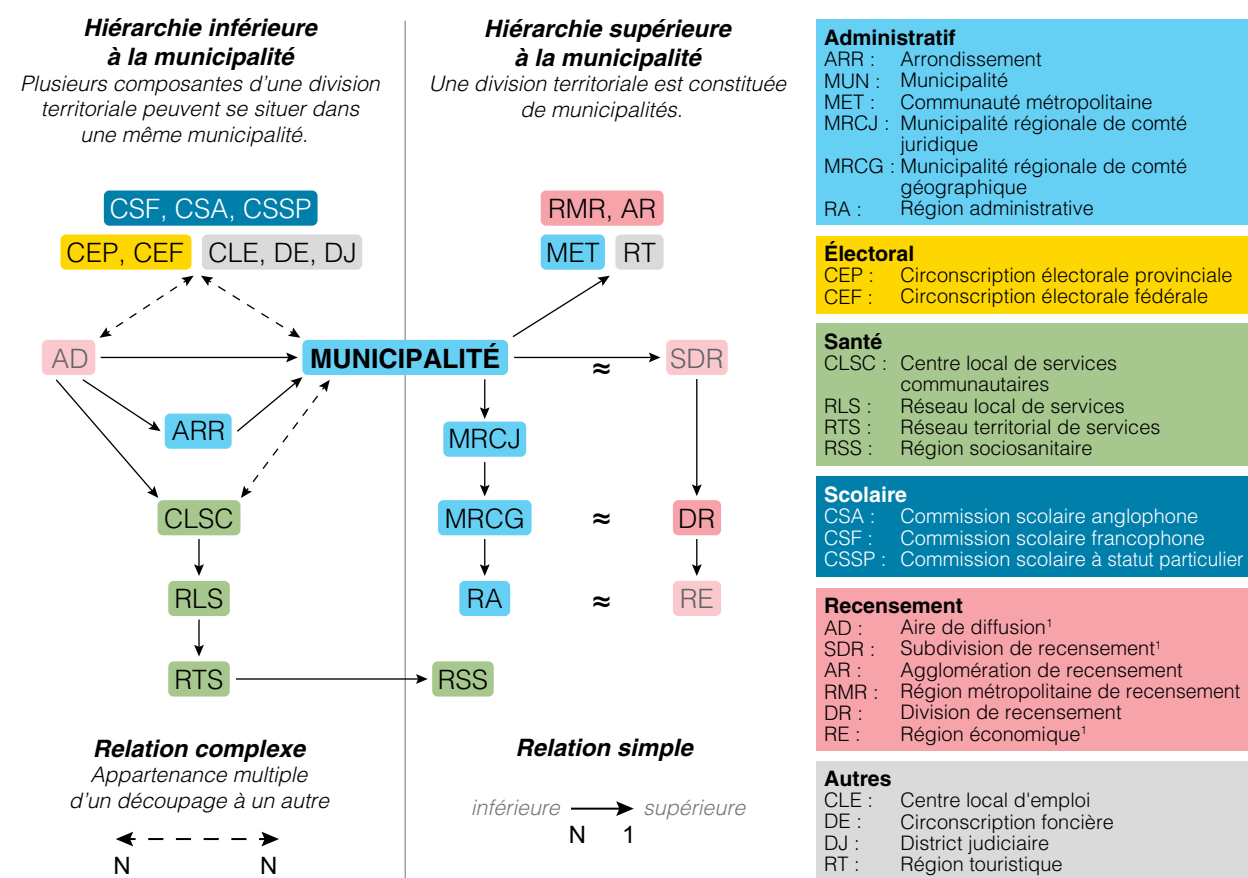 Hiérarchie inférieure
à la municipalité
Plusieurs composantes d'une division
territoriale peuvent se situer dans
une même municipalité.
Hiérarchie supérieure
à la municipalité
Une division territoriale est constituée
de municipalités.
CSF, CSA, CSSP
CEP, CEF
CLE, DE, DJ
RMR, AR
MET
RT
AD
MUNICIPALITÉ
≈
SDR
ARR
MRCJ
CLSC
MRCG
≈
DR
RLS
RA
≈
RE
RTS
RSS
Relation complexe
Appartenance multiple
d'un découpage à un autre
N
N
Relation simple
inférieure
supérieure
N
1
Administratif
ARR : Arrondissement
MUN : Municipalité
MET : Communauté métropolitaine
MRCJ : Municipalité régionale de comté
juridique
MRCG : Municipalité régionale de comté
géographique
RA : Région administrative
Électoral
CEP : Circonscription électorale provinciale
CEF : Circonscription électorale fédérale
Santé
CLSC : Centre local de services
communautaires
RLS : Réseau local de services
RTS : Réseau territorial de services
RSS : Région sociosanitaire
Scolaire
CSA : Commission scolaire anglophone
CSF : Commission scolaire francophone
CSSP : Commission scolaire à statut particulier
Recensement
AD : Aire de diffusion¹
SDR : Subdivision de recensement¹
AR : Agglomération de recensement
RMR : Région métropolitaine de recensement
DR : Division de recensement
RE : Région économique¹
Autres
CLE : Centre local d'emploi
DE : Circonscription foncière
DJ : District judiciaire
RT : Région touristique